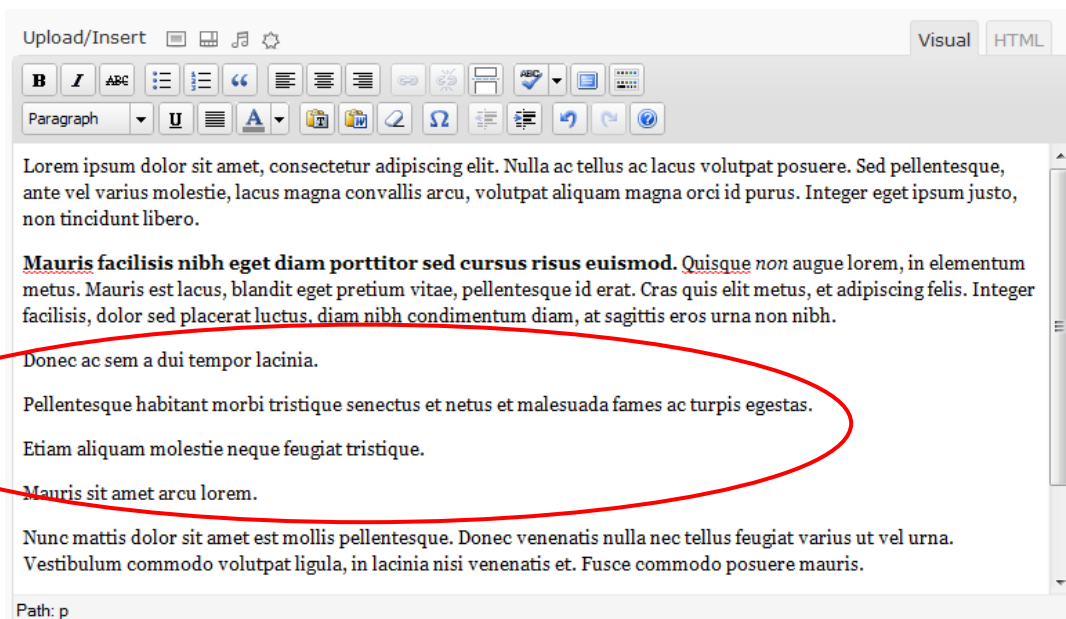 Upload/Insert
Visual HTML
B I ABC “ ABC
Paragraph U A T W Ω ?
Lorem ipsum dolor sit amet, consectetur adipiscing elit. Nulla ac tellus ac lacus volutpat posuere. Sed pellentesque,
ante vel varius molestie, lacus magna convallis arcu, volutpat aliquam magna orci id purus. Integer eget ipsum justo,
non tincidunt libero.
Mauris facilisis nibh eget diam porttitor sed cursus risus euismod. Quisque non augue lorem, in elementum
metus. Mauris est lacus, blandit eget pretium vitae, pellentesque id erat. Cras quis elit metus, et adipiscing felis. Integer
facilisis, dolor sed placerat luctus, diam nibh condimentum diam, at sagittis eros urna non nibh.
Donec ac sem a dui tempor lacinia.
Pellentesque habitant morbi tristique senectus et netus et malesuada fames ac turpis egestas.
Etiam aliquam molestie neque feugiat tristique.
Mauris sit amet arcu lorem.
Nunc mattis dolor sit amet est mollis pellentesque. Donec venenatis nulla nec tellus feugiat varius ut vel urna.
Vestibulum commodo volutpat ligula, in lacinia nisi venenatis et. Fusce commodo posuere mauris.
Path: p